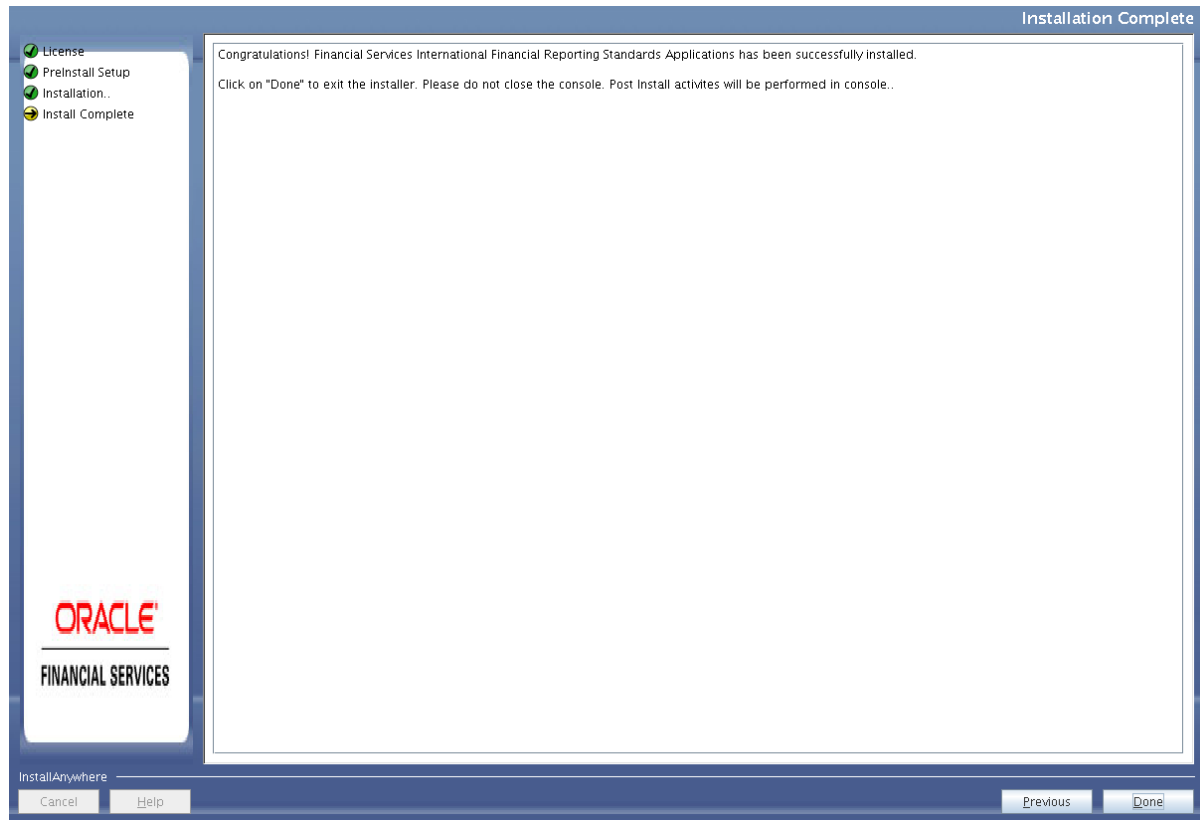 Installation Complete
License
PreInstall Setup
Installation..
Install Complete
Congratulations! Financial Services International Financial Reporting Standards Applications has been successfully installed.
Click on "Done" to exit the installer. Please do not close the console. Post Install activites will be performed in console..
ORACLE
FINANCIAL SERVICES
InstallAnywhere
Cancel Help Previous Done